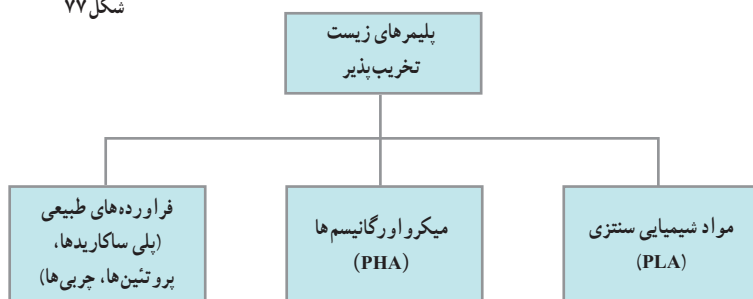 شکل ۷۷
پلیمرهای زیست
تخریب‌پذیر
مواد شیمیایی سنتزی
(PLA)
میکرواورگانیسم‌ها
(PHA)
فراورده‌های طبیعی
(پلی ساکاریدها،
پروتئین‌ها، چربی‌ها)